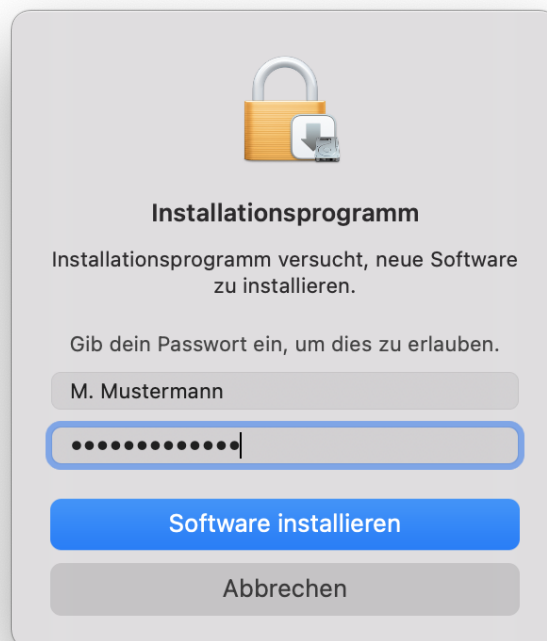 Installationsprogramm
Installationsprogramm versucht, neue Software
zu installieren.
Gib dein Passwort ein, um dies zu erlauben.
M. Mustermann
•••••••••••••
Software installieren
Abbrechen